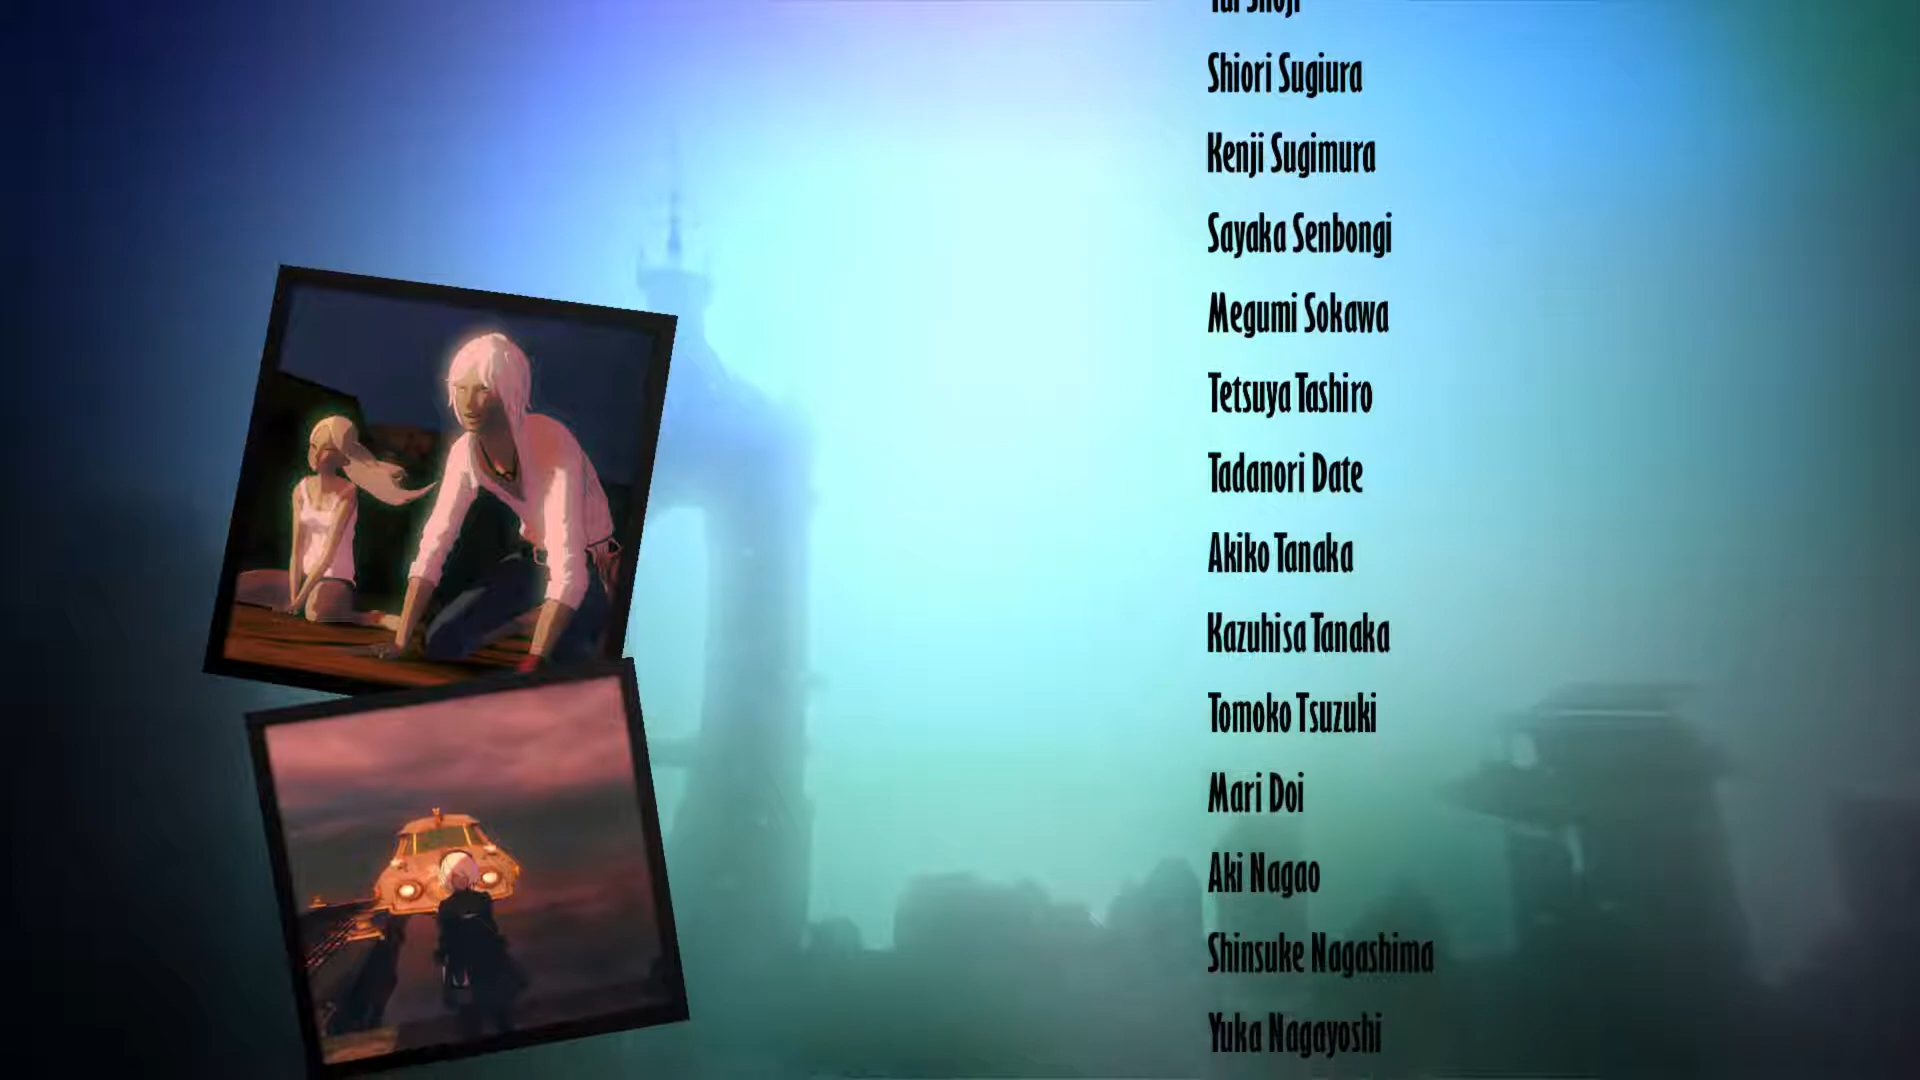 Shiori Sugiura
Kenji Sugimura
Sayaka Senbongi
Megumi Sokawa
Tetsuya Tashiro
Tadanori Date
Akiko Tanaka
Kazuhisa Tanaka
Tomoko Tsuzuki
Mari Doi
Aki Nagao
Shinsuke Nagashima
Yuka Nagayoshi